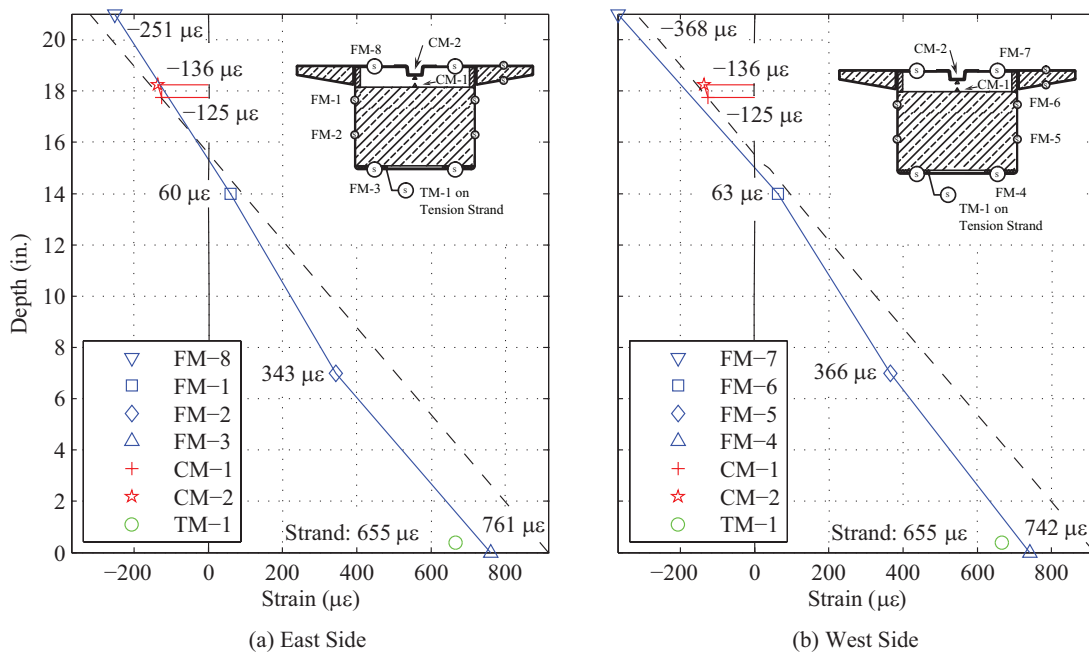 21
20
18
16
14
12
10
8
6
4
2
0
Depth (in.)
−251 µε
−136 µε
−125 µε
60 µε
343 µε
761 µε
Strand: 655 µε
FM-8
CM-2
CM-1
FM-1
FM-2
FM-3
TM-1 on
Tension Strand
S
S
S
S
S
S
S
S
S
FM−8
FM−1
FM−2
FM−3
CM−1
CM−2
TM−1
−200 0 200 400 600 800
Strain (µε)
(a) East Side
−368 µε
−136 µε
−125 µε
63 µε
366 µε
742 µε
Strand: 655 µε
CM-2
FM-7
CM-1
FM-6
FM-5
FM-4
TM-1 on
Tension Strand
S
S
S
S
S
S
S
S
S
FM−7
FM−6
FM−5
FM−4
CM−1
CM−2
TM−1
−200 0 200 400 600 800
Strain (µε)
(b) West Side